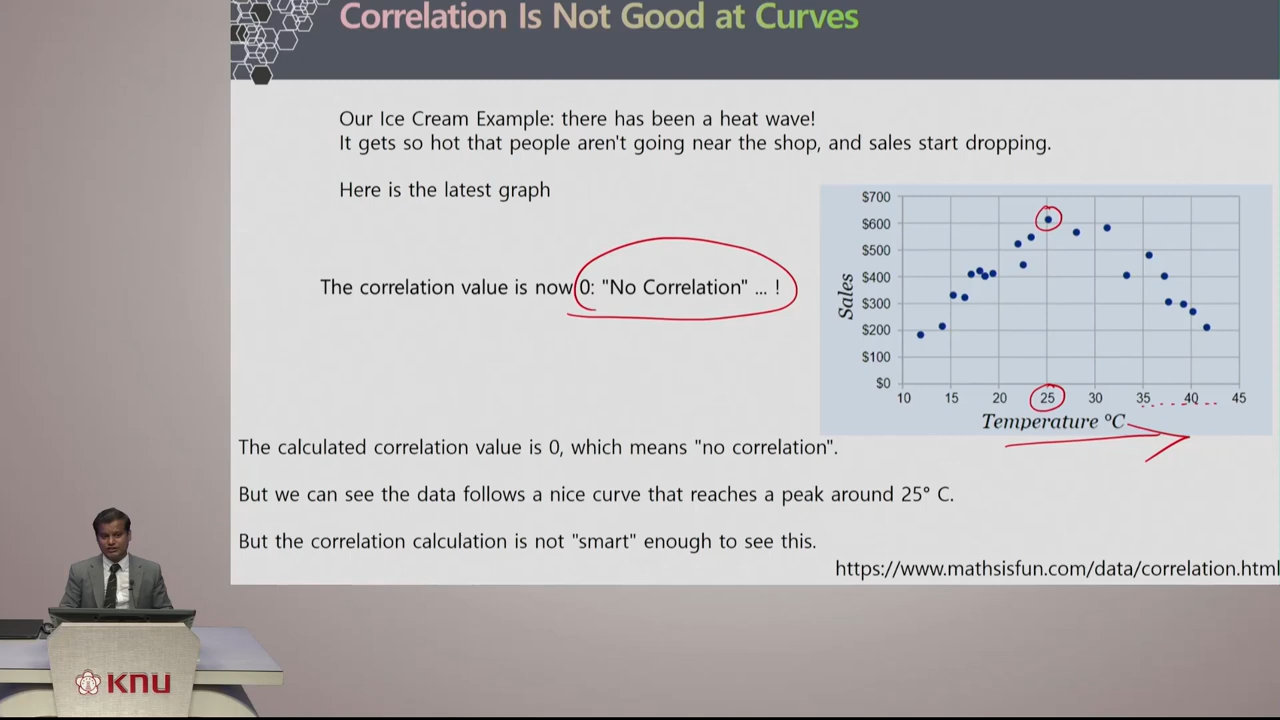 Correlation Is Not Good at Curves
Our Ice Cream Example: there has been a heat wave!
It gets so hot that people aren't going near the shop, and sales start dropping.
Here is the latest graph
The correlation value is now 0: "No Correlation" ... !
$700
$600
$500
$400
$300
$200
$100
$0
Sales
10 15 20 25 30 35 40 45
Temperature °C
The calculated correlation value is 0, which means "no correlation".
But we can see the data follows a nice curve that reaches a peak around 25° C.
But the correlation calculation is not "smart" enough to see this.
https://www.mathsisfun.com/data/correlation.html
KNU